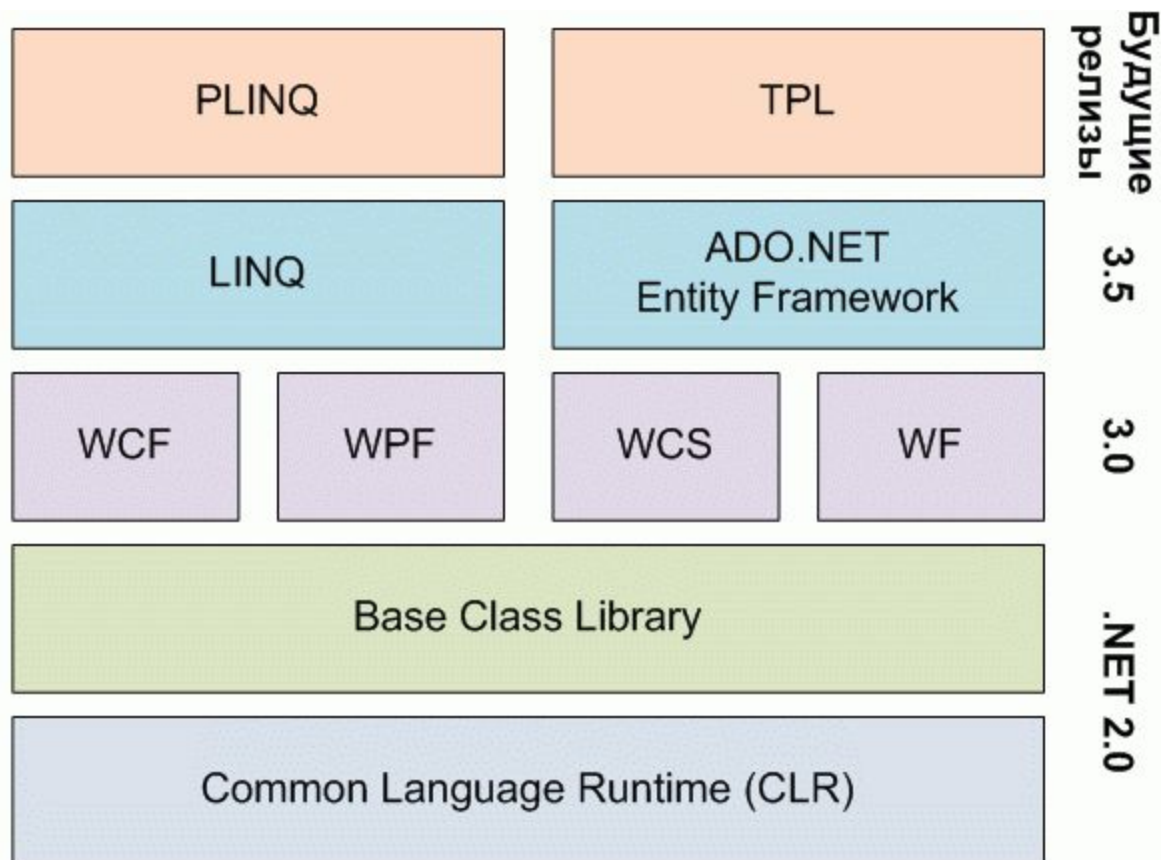 PLINQ
TPL
Будущие
релизы
LINQ
ADO.NET
Entity Framework
3.5
WCF
WPF
WCS
WF
3.0
Base Class Library
.NET 2.0
Common Language Runtime (CLR)